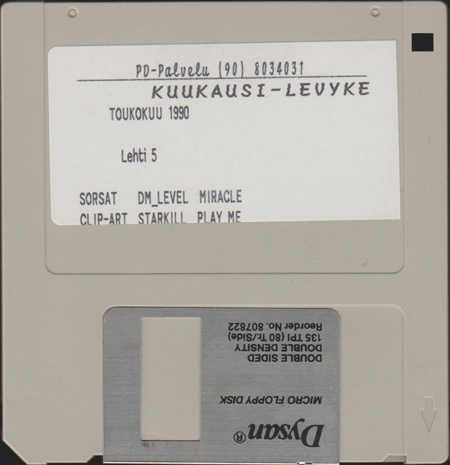 PD-Palvelu (90) 8034031
KUUKAUSI-LEVYKE
TOUKOKUU 1990
Lehti 5
SORSAT DM_LEVEL MIRACLE
CLIP-ART STARKILL PLAY ME
Dysan®
MICRO FLOPPY DISK
DOUBLE SIDED
DOUBLE DENSITY
135 TPI (80 Tr/Side)
Reorder No. 807822